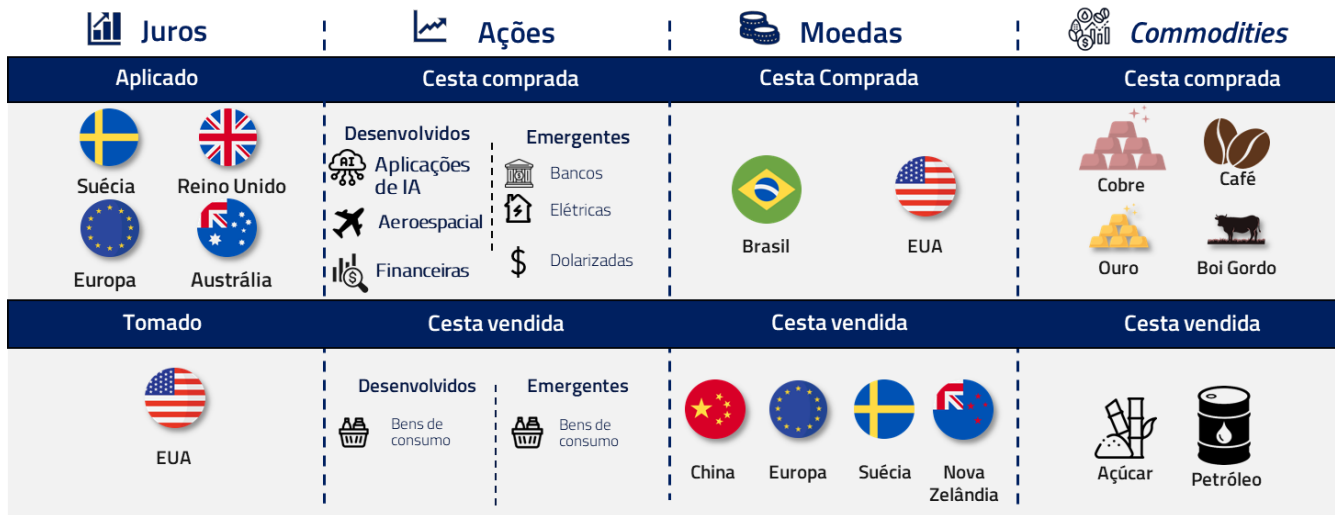 Juros
Ações
Moedas
Commodities
Aplicado
Cesta comprada
Cesta Comprada
Cesta comprada
Suécia
Reino Unido
Europa
Austrália
Desenvolvidos
AI
Aplicações
de IA
Aeroespacial
$
Financeiras
Emergentes
Bancos
Elétricas
$
Dolarizadas
Brasil
EUA
Cobre
Café
Ouro
Boi Gordo
Tomado
Cesta vendida
Cesta vendida
Cesta vendida
EUA
Desenvolvidos
Bens de
consumo
Emergentes
Bens de
consumo
China
Europa
Suécia
Nova
Zelândia
Açúcar
Petróleo